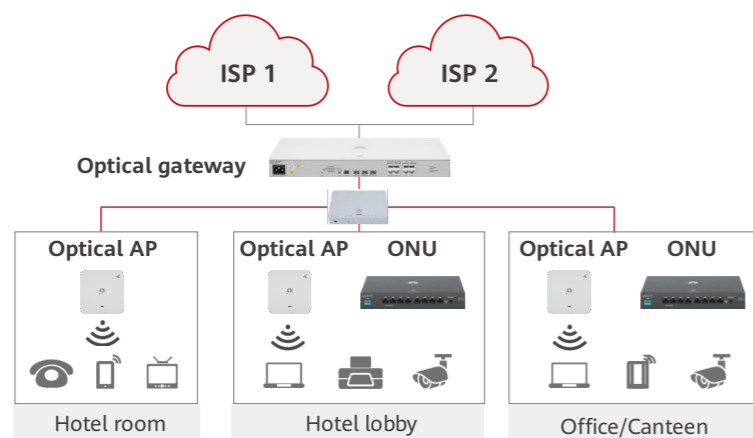 ISP 1
ISP 2
Optical gateway
Optical AP
Optical AP ONU
Optical AP ONU
Hotel room
Hotel lobby
Office/Canteen